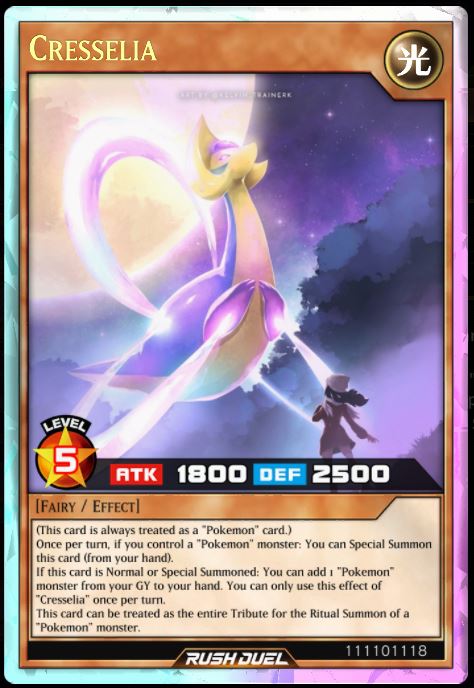 CRESSELIA
光
ART BY @KELVIN_TRAINERK
LEVEL
5
ATK 1800 DEF 2500
[FAIRY / EFFECT]
(This card is always treated as a "Pokemon" card.)
Once per turn, if you control a "Pokemon" monster: You can Special Summon
this card (from your hand).
If this card is Normal or Special Summoned: You can add 1 "Pokemon"
monster from your GY to your hand. You can only use this effect of
"Cresselia" once per turn.
This card can be treated as the entire Tribute for the Ritual Summon of a
"Pokemon" monster.
111101118
RUSH DUEL